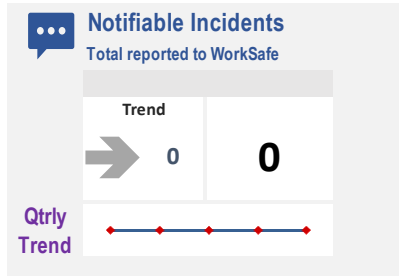 Notifiable Incidents
Total reported to WorkSafe
Trend
0
0
Qtrly
Trend